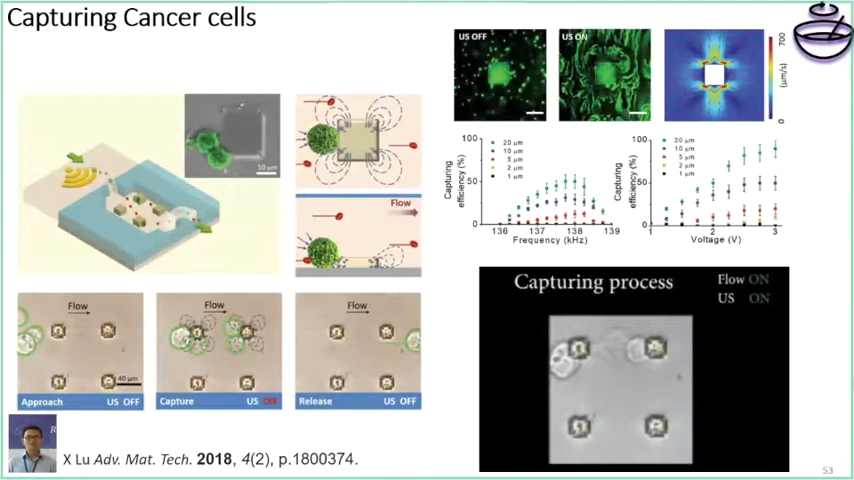 Capturing Cancer cells
US OFF
US ON
700
(μm/s)
0
10 μm
Flow
Capturing efficiency (%)
100
50
0
20 μm
10 μm
5 μm
2 μm
1 μm
136 137 138 139
Frequency (kHz)
Capturing efficiency (%)
100
50
0
20 μm
10 μm
5 μm
2 μm
1 μm
1 2 3
Voltage (V)
Flow
40 μm
Approach US OFF
Flow
Capture US ON
Flow
Release US OFF
Capturing process
Flow ON
US ON
R
X Lu Adv. Mat. Tech. 2018, 4(2), p.1800374.
53